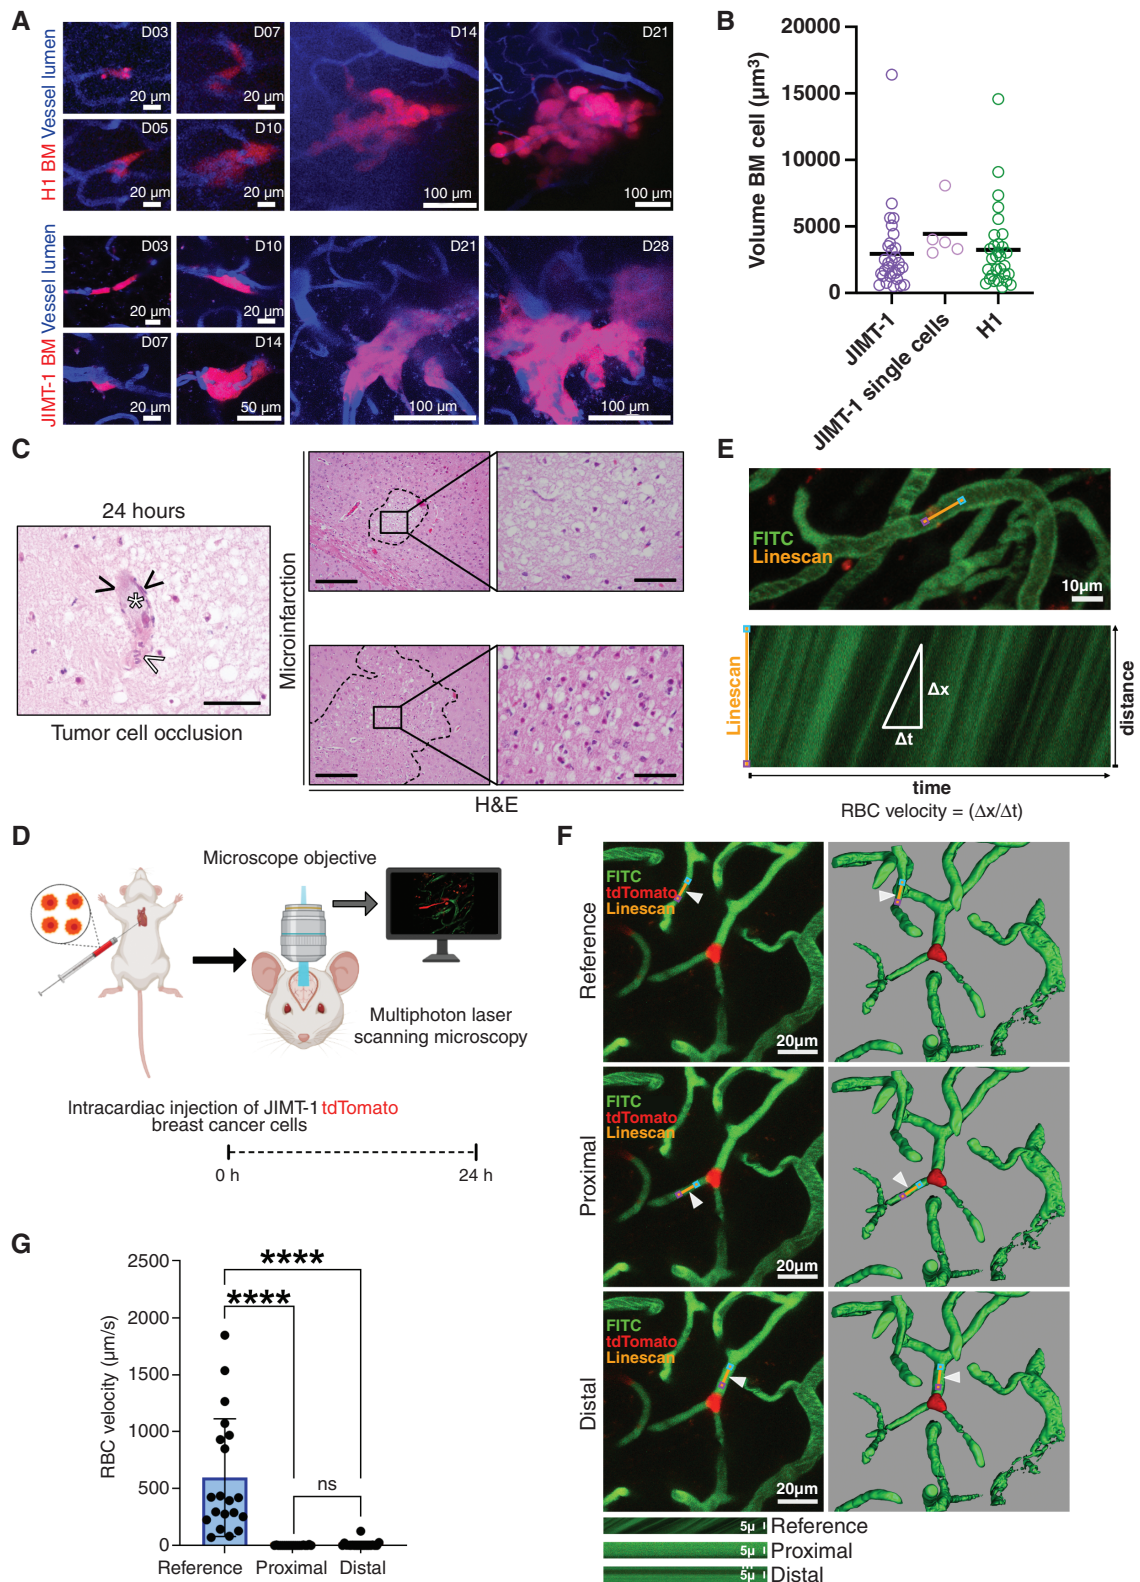 A
H1 BM Vessel lumen
D03
20 µm
D07
20 µm
D05
20 µm
D10
20 µm
D14
100 µm
D21
100 µm
JIMT-1 BM Vessel lumen
D03
20 µm
D10
20 µm
D07
20 µm
D14
50 µm
D21
100 µm
D28
100 µm
B
Volume BM cell (µm³)
20000
15000
10000
5000
0
JIMT-1
JIMT-1 single cells
H1
C
24 hours
*
Tumor cell occlusion
Microinfarction
H&E
E
FITC
Linescan
10µm
Linescan
Δx
Δt
distance
time
RBC velocity = (Δx/Δt)
D
Microscope objective
Multiphoton laser
scanning microscopy
Intracardiac injection of JIMT-1 tdTomato
breast cancer cells
0 h
24 h
F
Reference
FITC
tdTomato
Linescan
20µm
Proximal
FITC
tdTomato
Linescan
20µm
Distal
FITC
tdTomato
Linescan
20µm
5µ
Reference
5µ
Proximal
5µ
Distal
G
RBC velocity (µm/s)
2500
2000
1500
1000
500
0
****
****
ns
Reference
Proximal
Distal